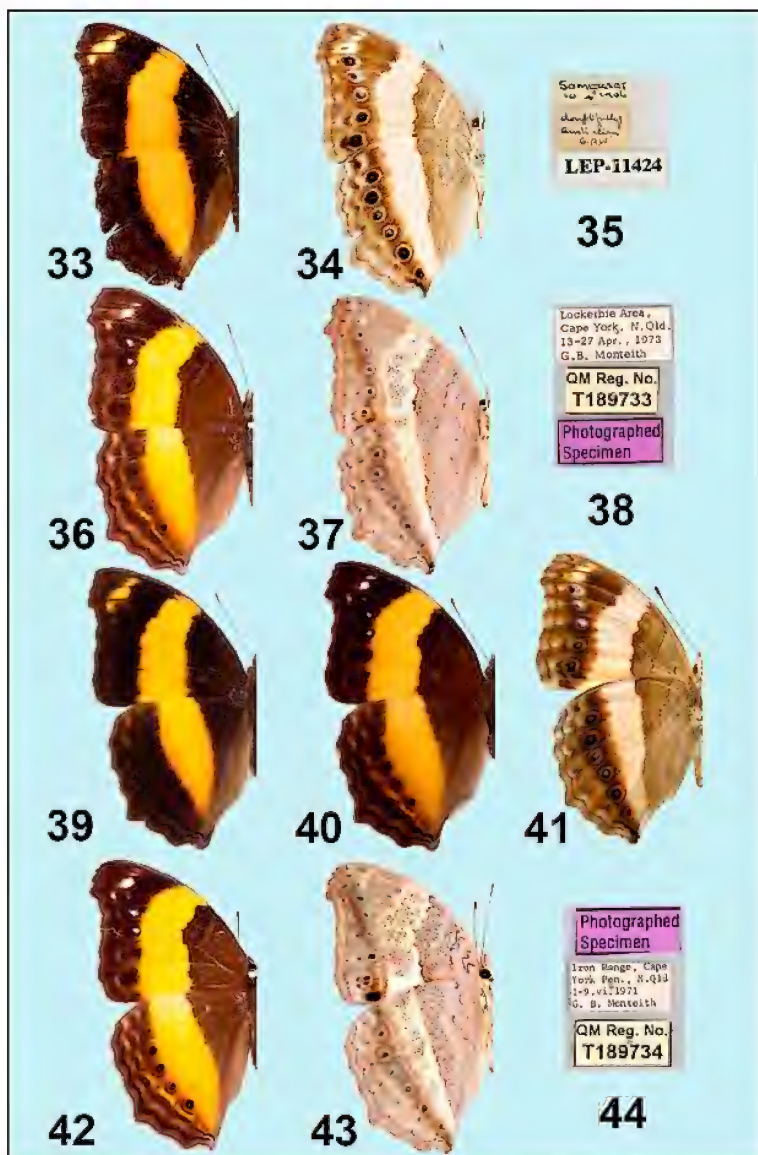 33
34
LEP-11424
35
36
37
Lockerbie Area,
Cape York, N.Qld.
13-27 Apr., 1973
G.B. Monteith
QM Reg. No.
T189733
Photographed
Specimen
38
39
40
41
42
43
Photographed
Specimen
Iron Range, Cape
York Pen., N.Qld
1-9.vi.1971
G. B. Monteith
QM Reg. No.
T189734
44